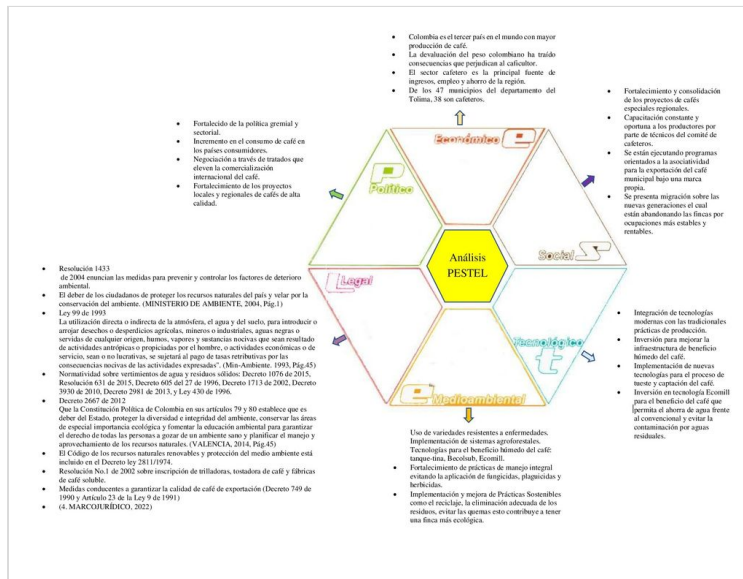 • Colombia es el tercer país en el mundo con mayor
producción de café.
• La devaluación del peso colombiano ha traído
consecuencias que perjudican al caficultor.
• El sector cafetero es la principal fuente de
ingresos, empleo y ahorro de la región.
• De los 47 municipios del departamento del
Tolima, 38 son cafeteros.
• Fortalecido de la política gremial y
sectorial.
• Incremento en el consumo de café en
los países consumidores.
• Negociación a través de tratados que
eleven la comercialización
internacional del café.
• Fortalecimiento de los proyectos
locales y regionales de cafés de alta
calidad.
• Fortalecimiento y consolidación
de los proyectos de cafés
especiales regionales.
• Capacitación constante y
oportuna a los productores por
parte de técnicos del comité de
cafeteros.
• Se están ejecutando programas
orientados a la asociatividad
para la exportación del café
municipal bajo una marca
propia.
• Se presenta migración sobre las
nuevas generaciones el cual
están abandonando las fincas por
ocupaciones más estables y
rentables.
Económico e
P
Político
Social S
Análisis
PESTEL
Legal
Tecnológico
t
e Medioambiental
• Resolución 1433
de 2004 enuncian las medidas para prevenir y controlar los factores de deterioro
ambiental.
• El deber de los ciudadanos de proteger los recursos naturales del país y velar por la
conservación del ambiente. (MINISTERIO DE AMBIENTE, 2004, Pág.1)
• Ley 99 de 1993
La utilización directa o indirecta de la atmósfera, el agua y del suelo, para introducir o
arrojar desechos o desperdicios agrícolas, mineros o industriales, aguas negras o
servidas de cualquier origen, humos, vapores y sustancias nocivas que sean resultado
de actividades antrópicas o propiciadas por el hombre, o actividades económicas o de
servicio, sean o no lucrativas, se sujetará al pago de tasas retributivas por las
consecuencias nocivas de las actividades expresadas". (Min-Ambiente, 1993, Pág.45)
• Normatividad sobre vertimientos de agua y residuos sólidos: Decreto 1076 de 2015,
Resolución 631 de 2015, Decreto 605 del 27 de 1996, Decreto 1713 de 2002, Decreto
3930 de 2010, Decreto 2981 de 2013, y Ley 430 de 1996.
• Decreto 2667 de 2012
Que la Constitución Política de Colombia en sus artículos 79 y 80 establece que es
deber del Estado, proteger la diversidad e integridad del ambiente, conservar las áreas
de especial importancia ecológica y fomentar la educación ambiental para garantizar
el derecho de todas las personas a gozar de un ambiente sano y planificar el manejo y
aprovechamiento de los recursos naturales. (VALENCIA, 2014, Pág.45)
• El Código de los recursos naturales renovables y protección del medio ambiente está
incluido en el Decreto ley 2811/1974.
• Resolución No.1 de 2002 sobre inscripción de trilladoras, tostadora de café y fábricas
de café soluble.
• Medidas conducentes a garantizar la calidad de café de exportación (Decreto 749 de
1990 y Artículo 23 de la Ley 9 de 1991)
• (4. MARCOJURÍDICO, 2022)
• Integración de tecnologías
modernas con las tradicionales
prácticas de producción.
• Inversión para mejorar la
infraestructura de beneficio
húmedo del café.
• Implementación de nuevas
tecnologías para el proceso de
tueste y captación del café.
• Inversión en tecnología Ecomill
para el beneficio del café que
permita el ahorra de agua frente
al convencional y evitar la
contaminación por aguas
residuales.
Uso de variedades resistentes a enfermedades.
Implementación de sistemas agroforestales.
Tecnologías para el beneficio húmedo del café:
tanque-tina, Becolsub, Ecomill.
• Fortalecimiento de prácticas de manejo integral
evitando la aplicación de fungicidas, plaguicidas y
herbicidas.
• Implementación y mejora de Prácticas Sostenibles
como el reciclaje, la eliminación adecuada de los
residuos, evitar las quemas esto contribuye a tener
una finca más ecológica.